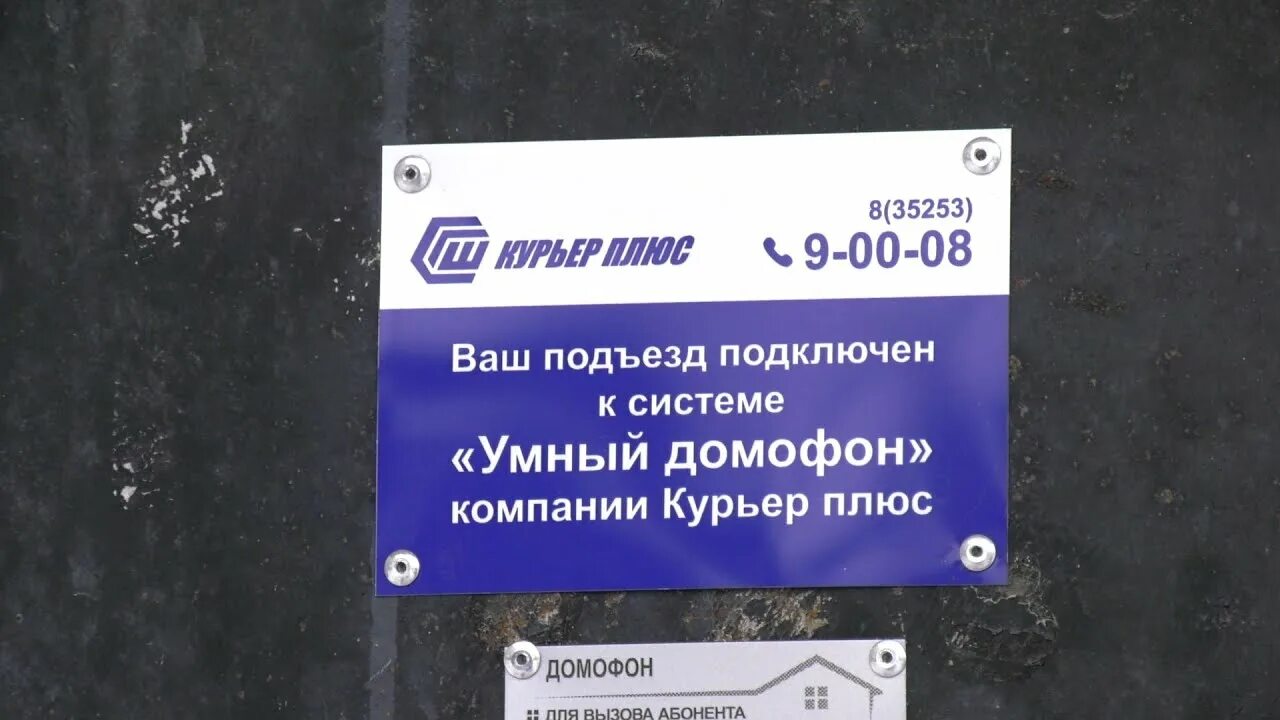 КУРЬЕР ПЛЮС
8(35253)
9-00-08
Ваш подъезд подключен
к системе
«Умный домофон»
компании Курьер плюс
ДОМОФОН
ДЛЯ ВЫЗОВА АБОНЕНТА